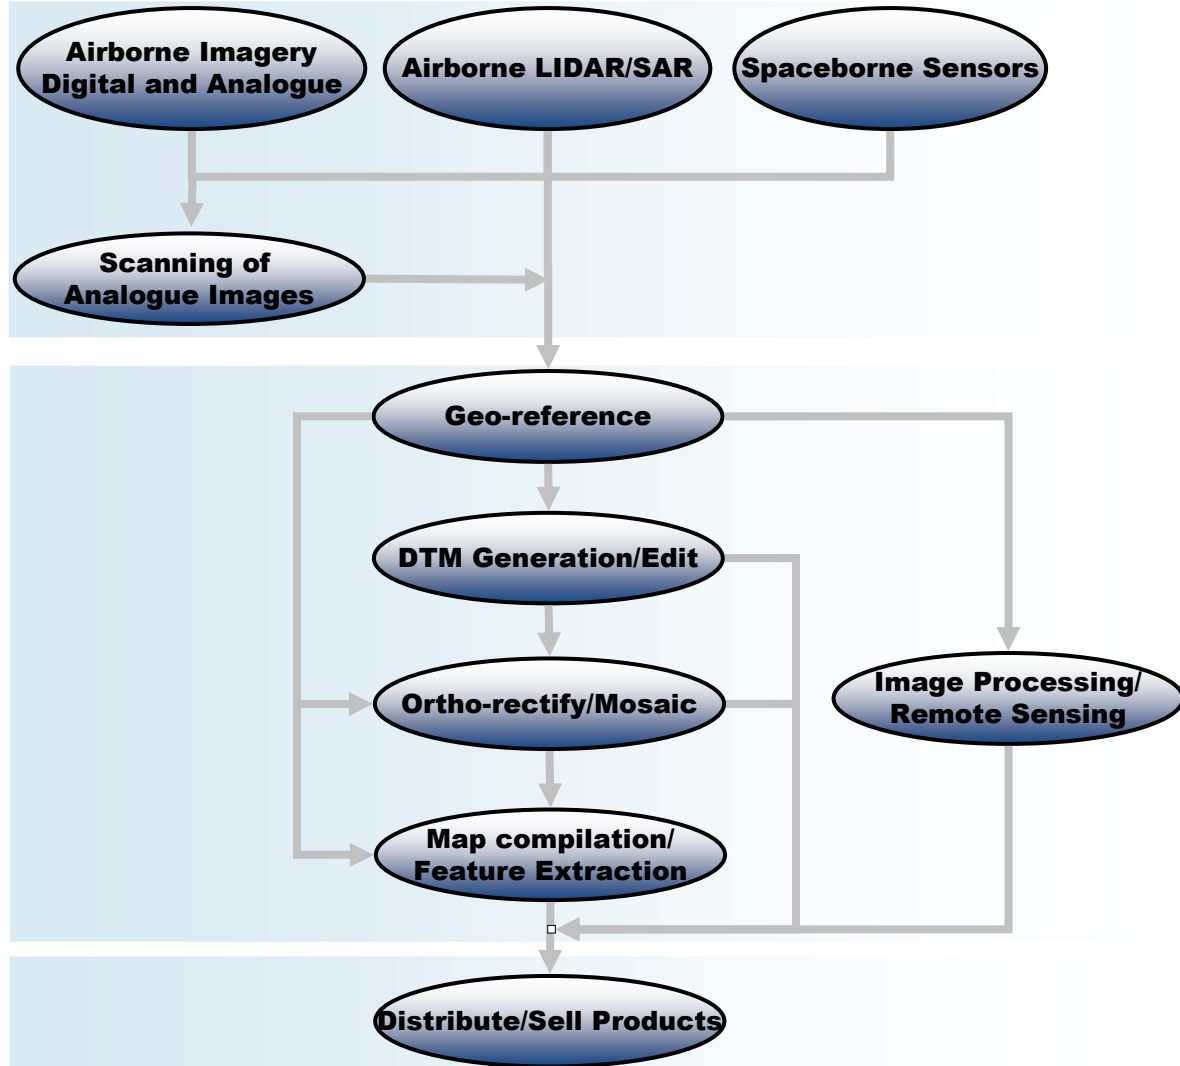 Airborne Imagery
Digital and Analogue
Airborne LIDAR/SAR
Spaceborne Sensors
Scanning of
Analogue Images
Geo-reference
DTM Generation/Edit
Ortho-rectify/Mosaic
Image Processing/
Remote Sensing
Map compilation/
Feature Extraction
Distribute/Sell Products